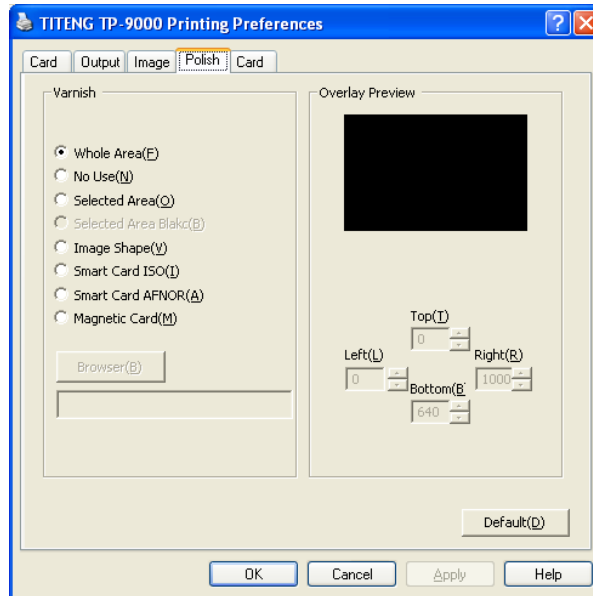 TITENG TP-9000 Printing Preferences
Card Output Image Polish Card
Varnish
Whole Area(F)
No Use(N)
Selected Area(O)
Selected Area Blakc(B)
Image Shape(V)
Smart Card ISO(I)
Smart Card AFNOR(A)
Magnetic Card(M)
Browser(B)
Overlay Preview
Top(T)
0
Left(L)
0
Right(R)
1000
Bottom(B
640
Default(D)
OK Cancel Apply Help